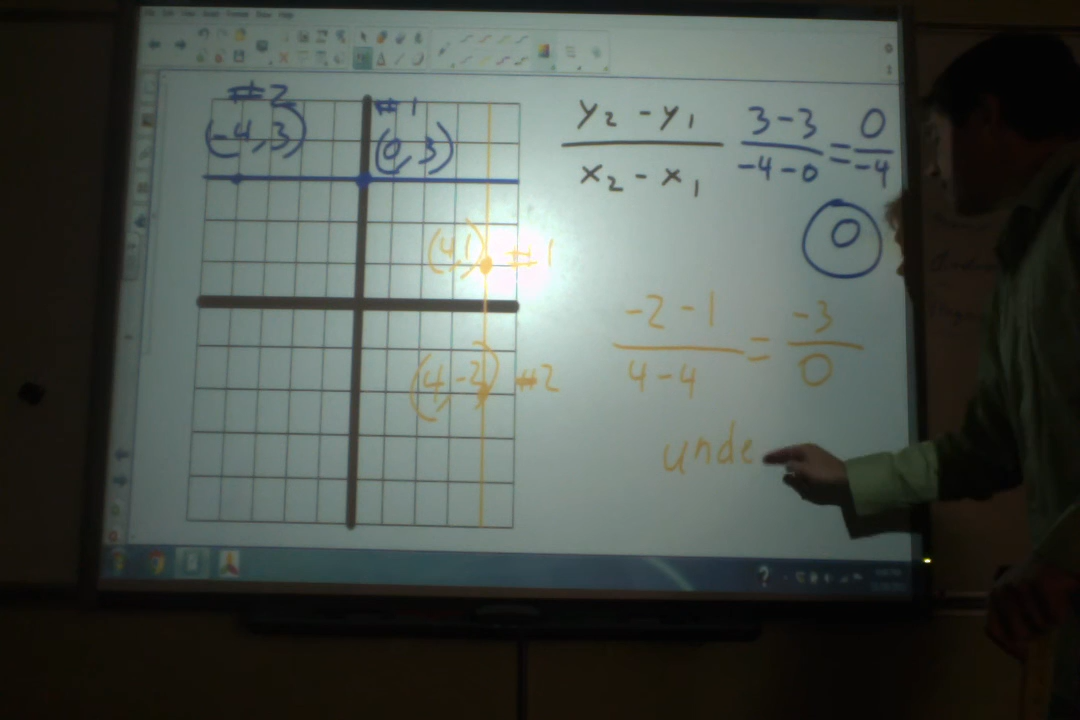 #2
(-4, 3)
#1
(0, 3)
(4, 1) #1
(4, -2) #2
y₂ - y₁
x₂ - x₁
3 - 3
-4 - 0
=
0
-4
0
-2 - 1
4 - 4
=
-3
0
unde